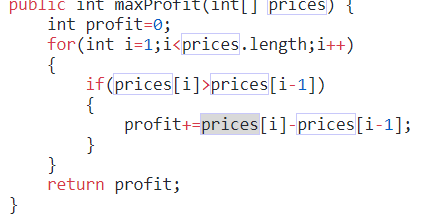 public int maxProfit(int[] prices) {
    int profit=0;
    for(int i=1;i<prices.length;i++)
    {
        if(prices[i]>prices[i-1])
        {
            profit+=prices[i]-prices[i-1];
        }
    }
    return profit;
}